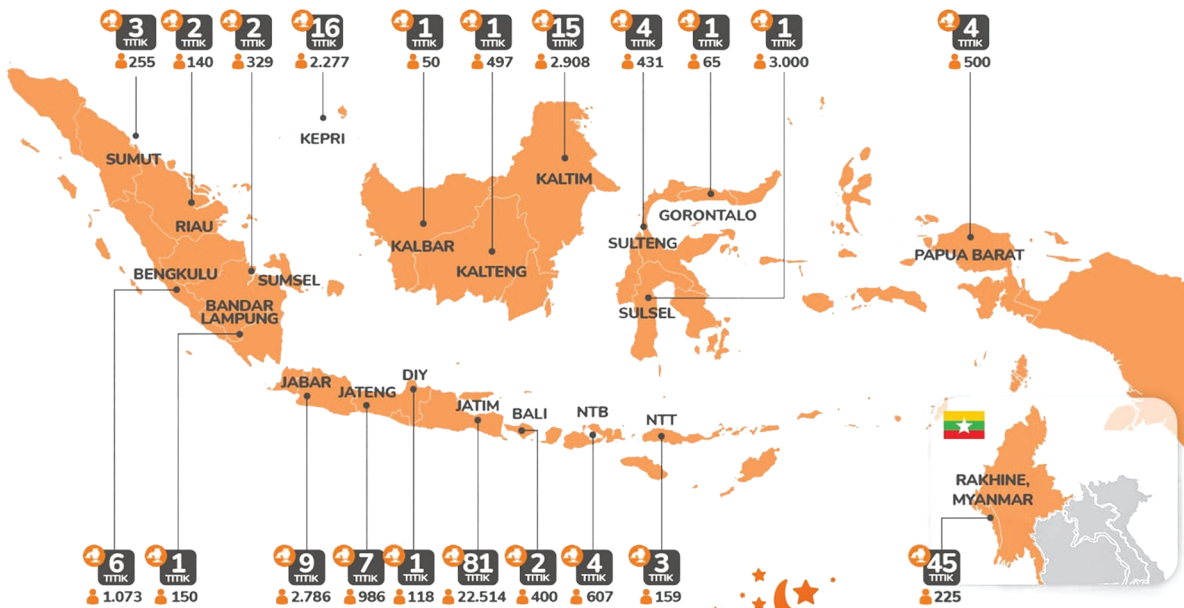 3
TITIK
255
2
TITIK
140
2
TITIK
329
16
TITIK
2.277
1
TITIK
50
1
TITIK
497
15
TITIK
2.908
4
TITIK
431
1
TITIK
65
1
TITIK
3.000
4
TITIK
500
SUMUT
RIAU
BENGKULU
SUMSEL
BANDAR
LAMPUNG
KEPRI
KALBAR
KALTENG
KALTIM
GORONTALO
SULTENG
SULSEL
PAPUA BARAT
JABAR
JATENG
DIY
JATIM
BALI
NTB
NTT
RAKHINE,
MYANMAR
6
TITIK
1.073
1
TITIK
150
9
TITIK
2.786
7
TITIK
986
1
TITIK
118
81
TITIK
22.514
2
TITIK
400
4
TITIK
607
3
TITIK
159
45
TITIK
225